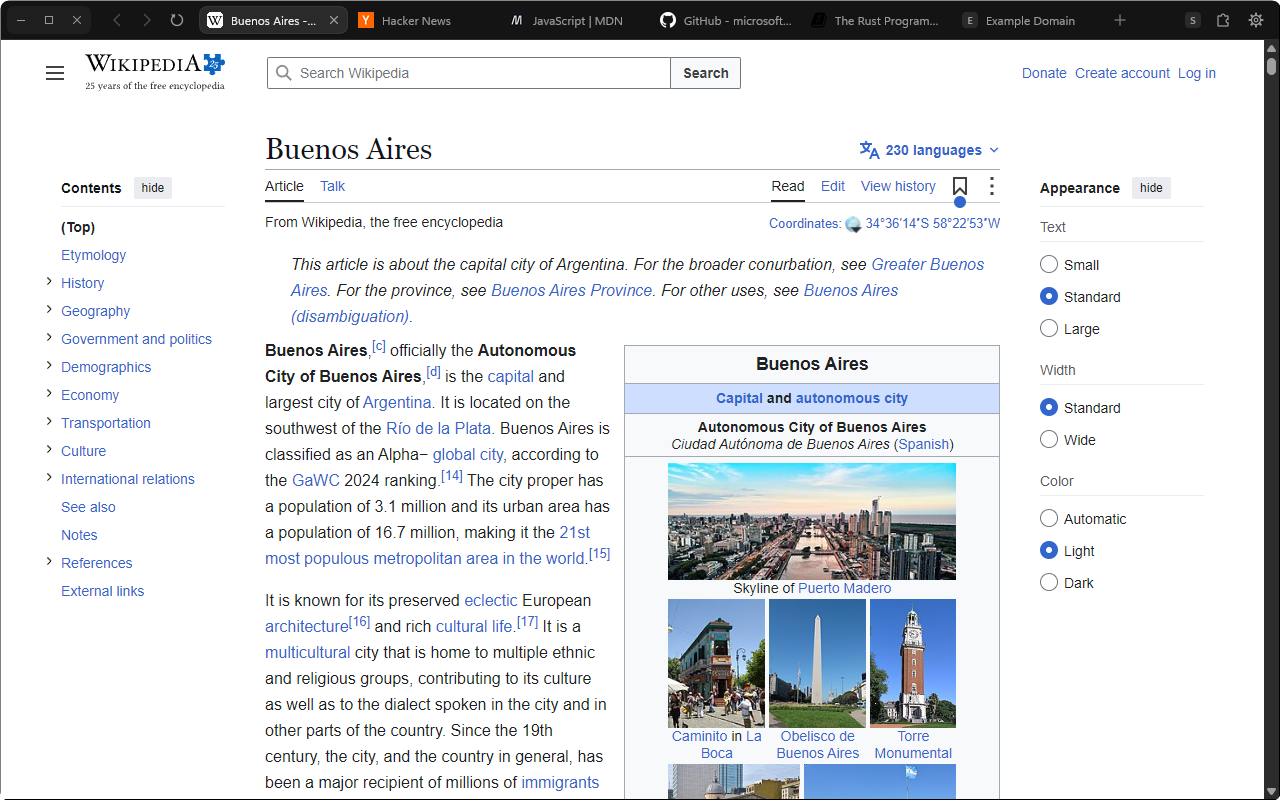 Buenos Aires -...
Hacker News
JavaScript | MDN
GitHub - microsoft...
The Rust Program...
E
Example Domain
S
WIKIPEDIA 25
25 years of the free encyclopedia
Search Wikipedia
Search
Donate Create account Log in
Contents hide
(Top)
Etymology
History
Geography
Government and politics
Demographics
Economy
Transportation
Culture
International relations
See also
Notes
References
External links
Buenos Aires
230 languages
Article Talk
Read Edit View history
From Wikipedia, the free encyclopedia
Coordinates: 34°36′14″S 58°22′53″W
This article is about the capital city of Argentina. For the broader conurbation, see Greater Buenos
Aires. For the province, see Buenos Aires Province. For other uses, see Buenos Aires
(disambiguation).
Buenos Aires,[c] officially the Autonomous
City of Buenos Aires,[d] is the capital and
largest city of Argentina. It is located on the
southwest of the Río de la Plata. Buenos Aires is
classified as an Alpha− global city, according to
the GaWC 2024 ranking.[14] The city proper has
a population of 3.1 million and its urban area has
a population of 16.7 million, making it the 21st
most populous metropolitan area in the world.[15]
It is known for its preserved eclectic European
architecture[16] and rich cultural life.[17] It is a
multicultural city that is home to multiple ethnic
and religious groups, contributing to its culture
as well as to the dialect spoken in the city and in
other parts of the country. Since the 19th
century, the city, and the country in general, has
been a major recipient of millions of immigrants
Buenos Aires
Capital and autonomous city
Autonomous City of Buenos Aires
Ciudad Autónoma de Buenos Aires (Spanish)
Skyline of Puerto Madero
Caminito in La
Boca
Obelisco de
Buenos Aires
Torre
Monumental
Appearance hide
Text
Small
Standard
Large
Width
Standard
Wide
Color
Automatic
Light
Dark